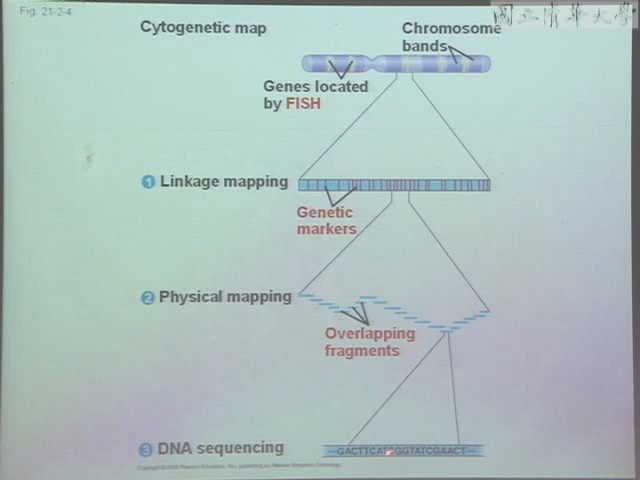 Fig. 21-2-4
國立清華大學
Cytogenetic map
Chromosome
bands
Genes located
by FISH
1 Linkage mapping
Genetic
markers
2 Physical mapping
Overlapping
fragments
3 DNA sequencing
GACTTCATCGGTATCGAACT
Copyright © 2008 Pearson Education, Inc., publishing as Pearson Benjamin Cummings.